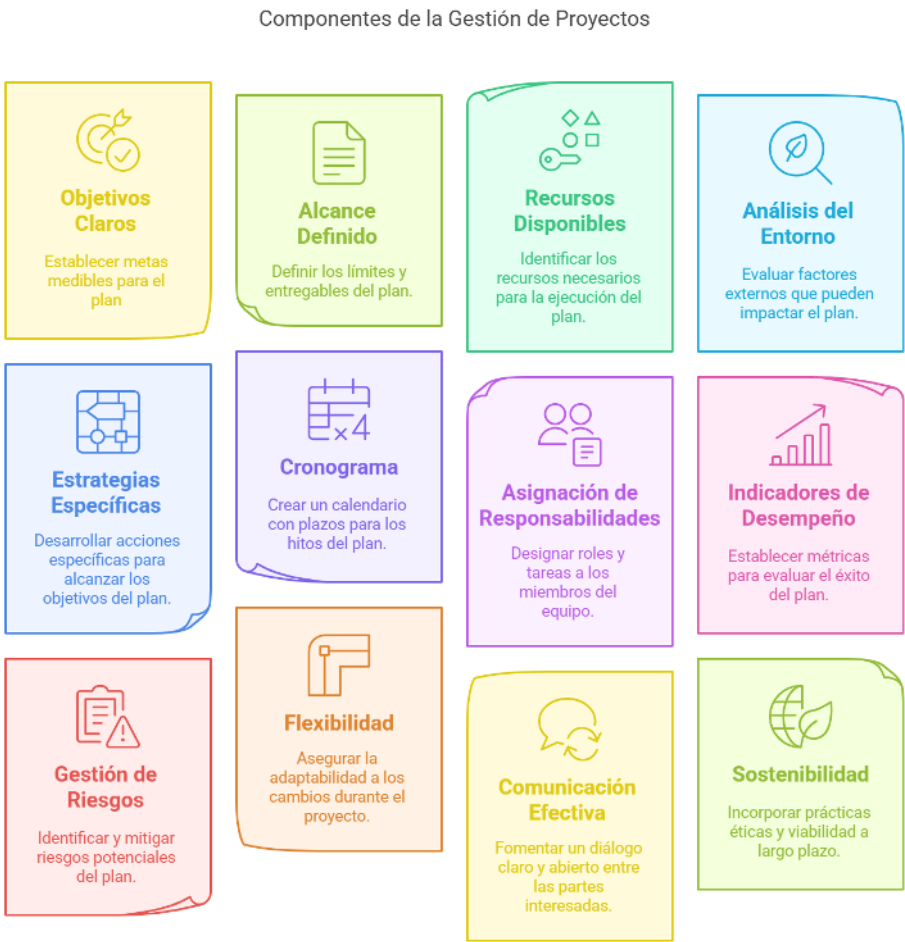 Componentes de la Gestión de Proyectos
Objetivos
Claros
Establecer metas
medibles para el
plan
Alcance
Definido
Definir los límites y
entregables del plan.
Recursos
Disponibles
Identificar los
recursos necesarios
para la ejecución del
plan.
Análisis del
Entorno
Evaluar factores
externos que pueden
impactar el plan.
Estrategias
Específicas
Desarrollar acciones
específicas para
alcanzar los
objetivos del plan.
×4
Cronograma
Crear un calendario
con plazos para los
hitos del plan.
Asignación de
Responsabilidades
Designar roles y
tareas a los
miembros del
equipo.
Indicadores de
Desempeño
Establecer métricas
para evaluar el éxito
del plan.
Gestión de
Riesgos
Identificar y mitigar
riesgos potenciales
del plan.
Flexibilidad
Asegurar la
adaptabilidad a los
cambios durante el
proyecto.
Comunicación
Efectiva
Fomentar un diálogo
claro y abierto entre
las partes
interesadas.
Sostenibilidad
Incorporar prácticas
éticas y viabilidad a
largo plazo.